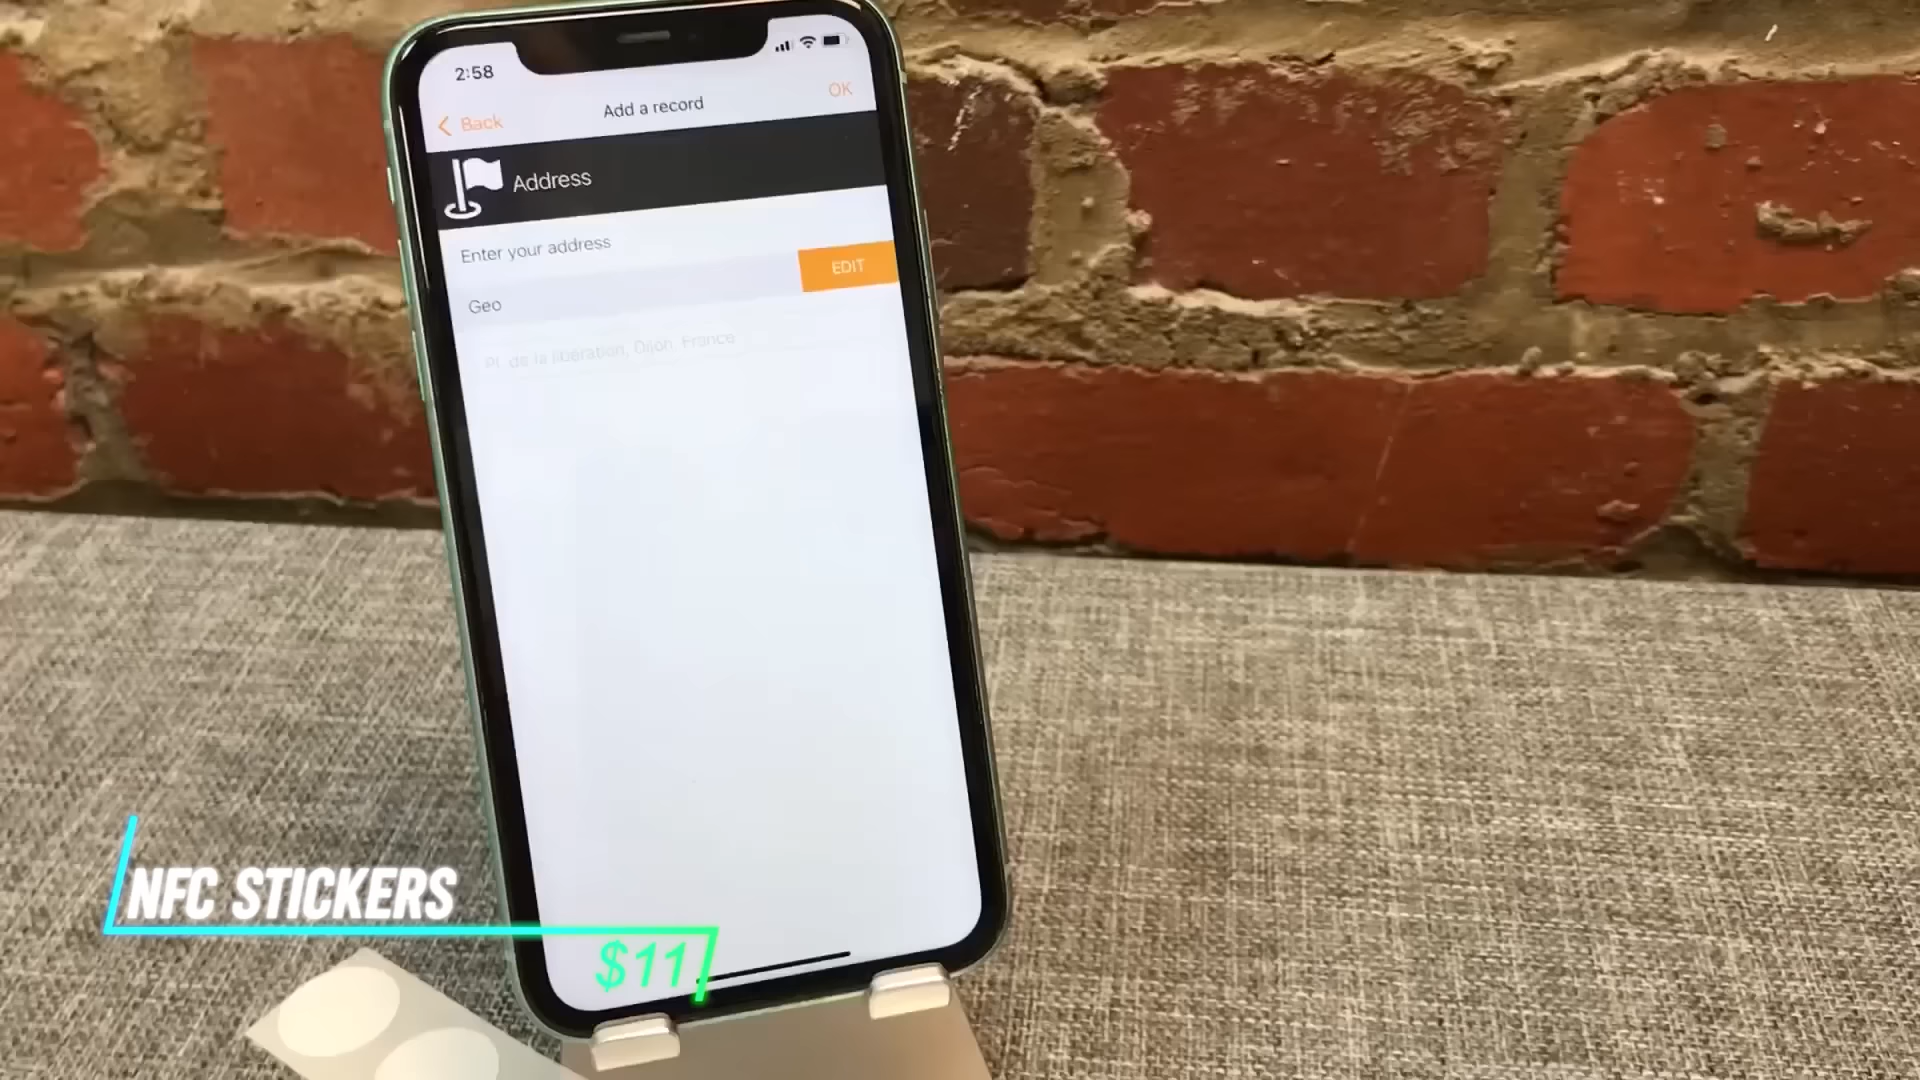 2:58
Back
Add a record
OK
Address
Enter your address
EDIT
Geo
Pl. de la libération, Dijon, France
NFC STICKERS
$11